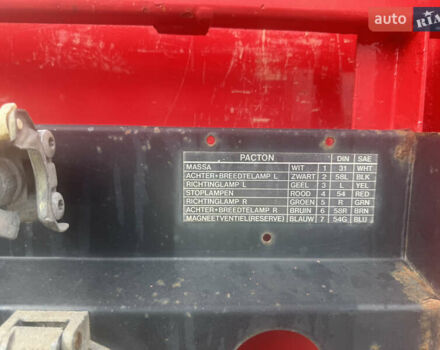 auto RIA
PACTON DIN SAE
MASSA WIT 1 31 WHT
ACHTER+BREEDTELAMP L ZWART 2 58L BLK
RICHTINGLAMP L GEEL 3 L YEL
STOPLAMPEN ROOD 4 54 RED
RICHTINGLAMP R GROEN 5 R GRN
ACHTER+BREEDTELAMP R BRUIN 6 58R BRN
MAGNEETVENTIEL(RESERVE) BLAUW 7 54G BLU